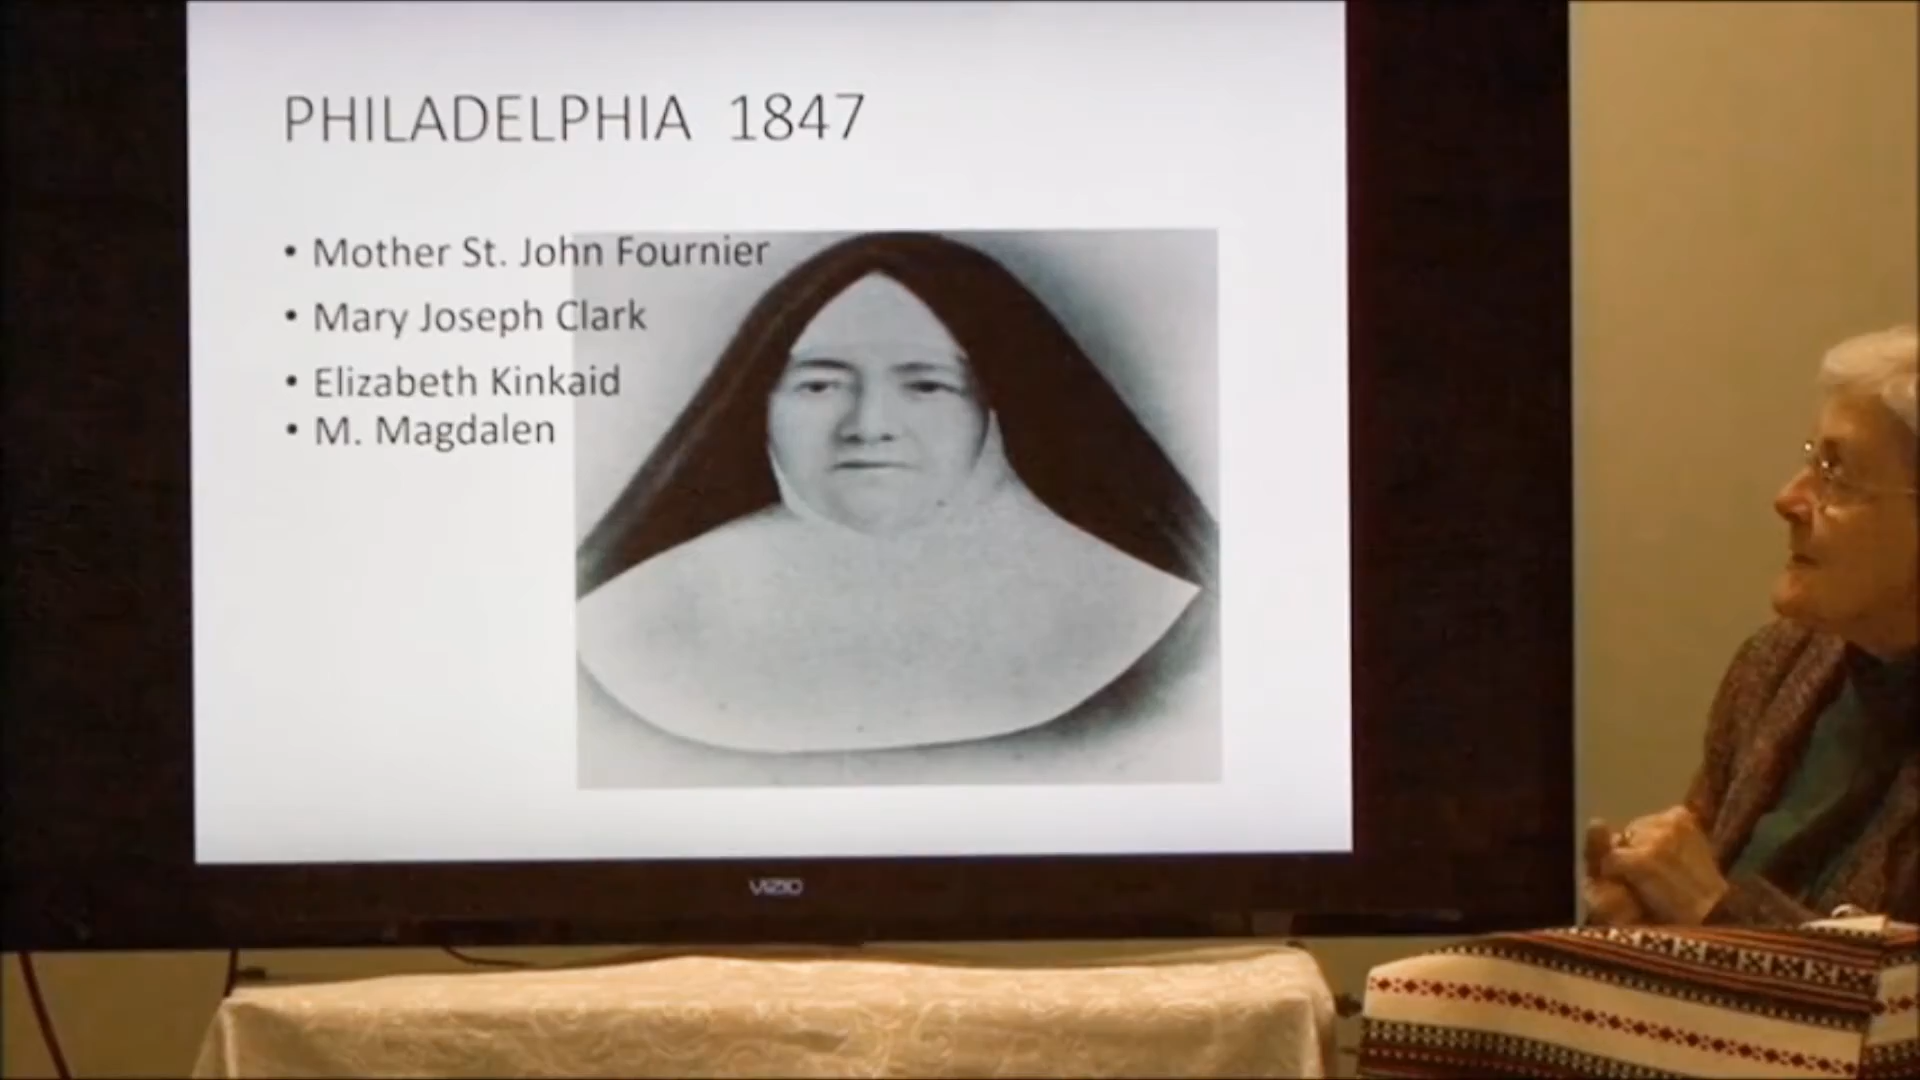 PHILADELPHIA 1847
• Mother St. John Fournier
• Mary Joseph Clark
• Elizabeth Kinkaid
• M. Magdalen
VIZIO